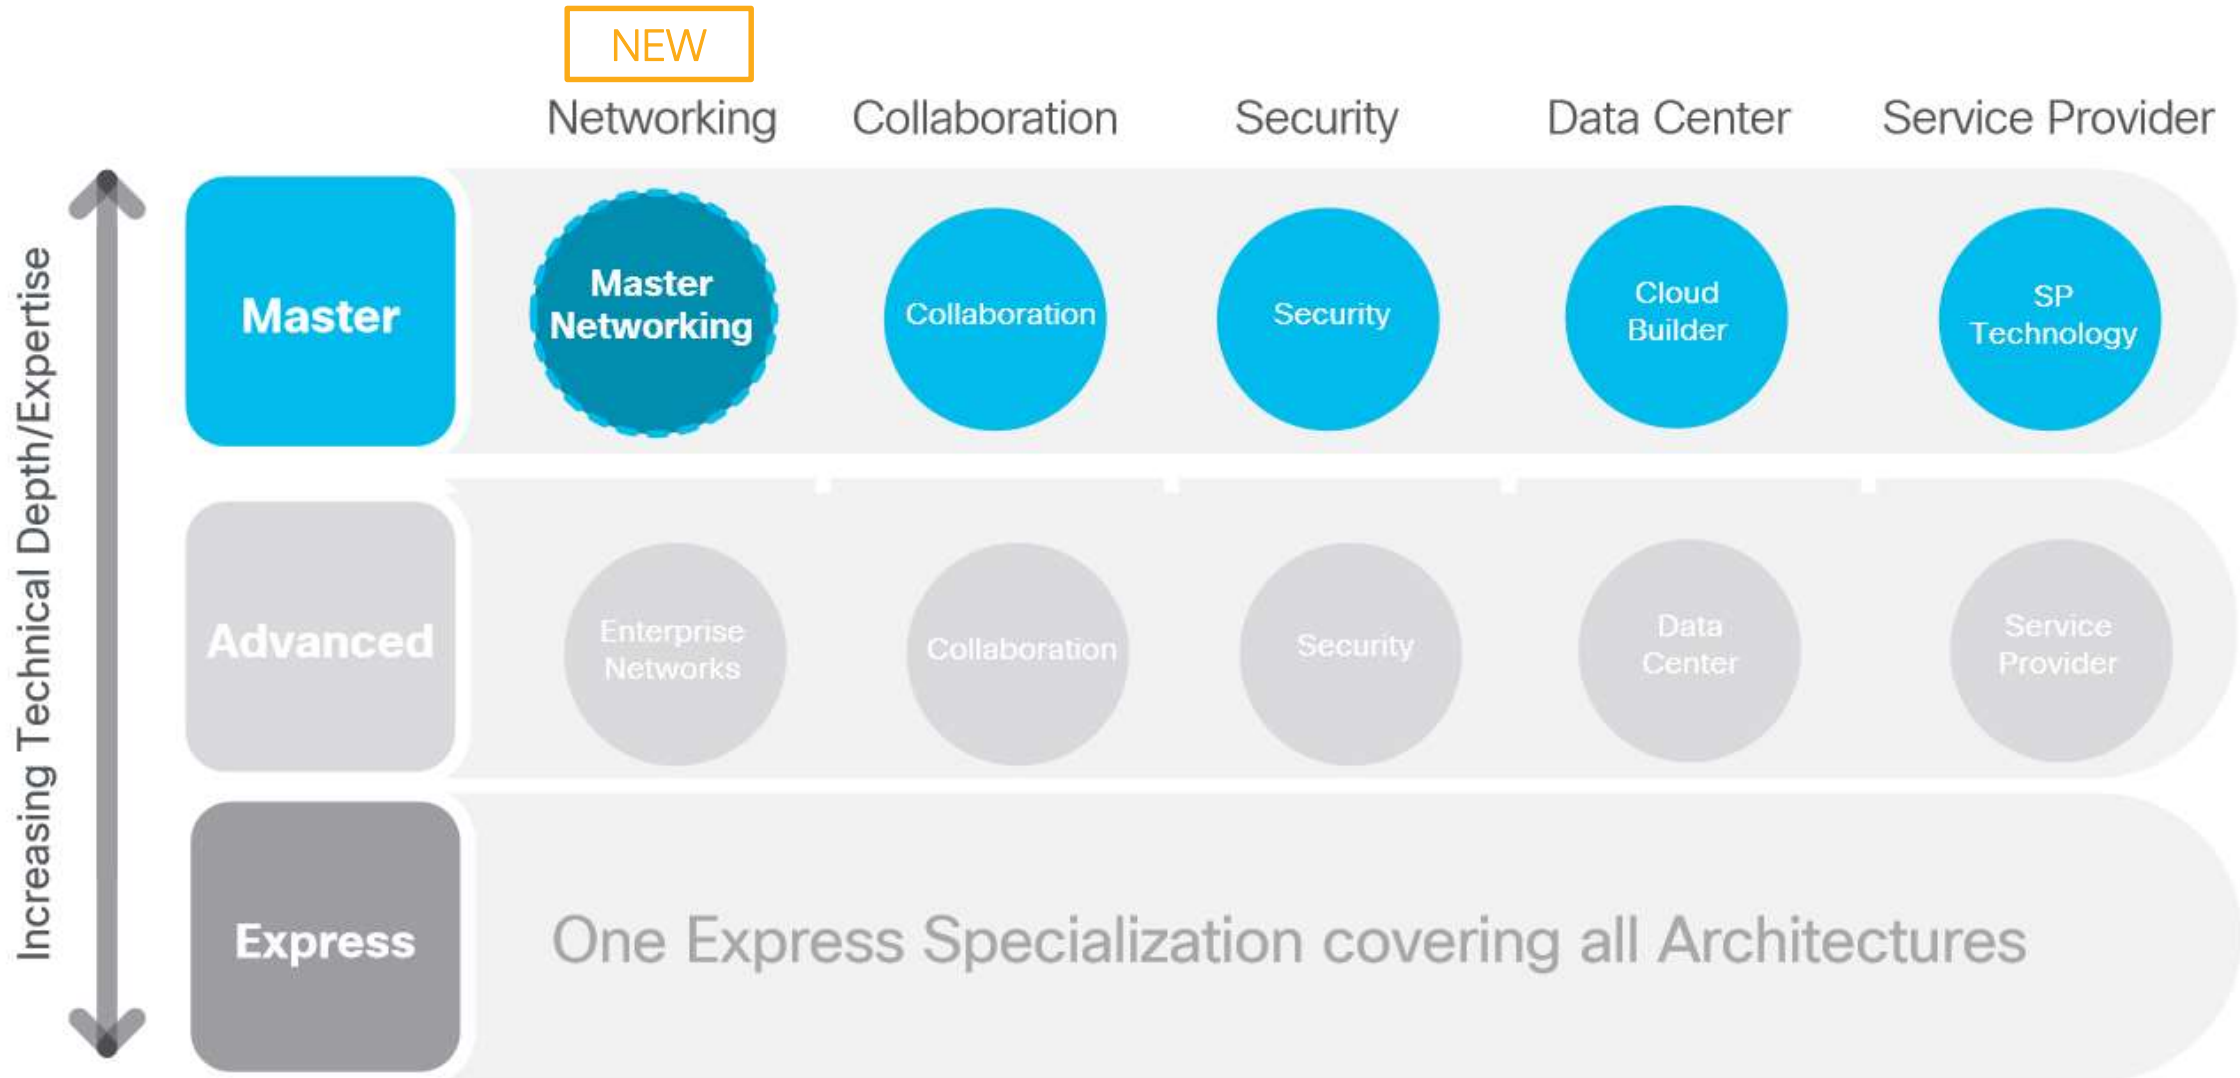 NEW
Networking Collaboration Security Data Center Service Provider
Increasing Technical Depth/Expertise
Master
Master
Networking
Collaboration
Security
Cloud
Builder
SP
Technology
Advanced
Enterprise
Networks
Collaboration
Security
Data
Center
Service
Provider
Express
One Express Specialization covering all Architectures